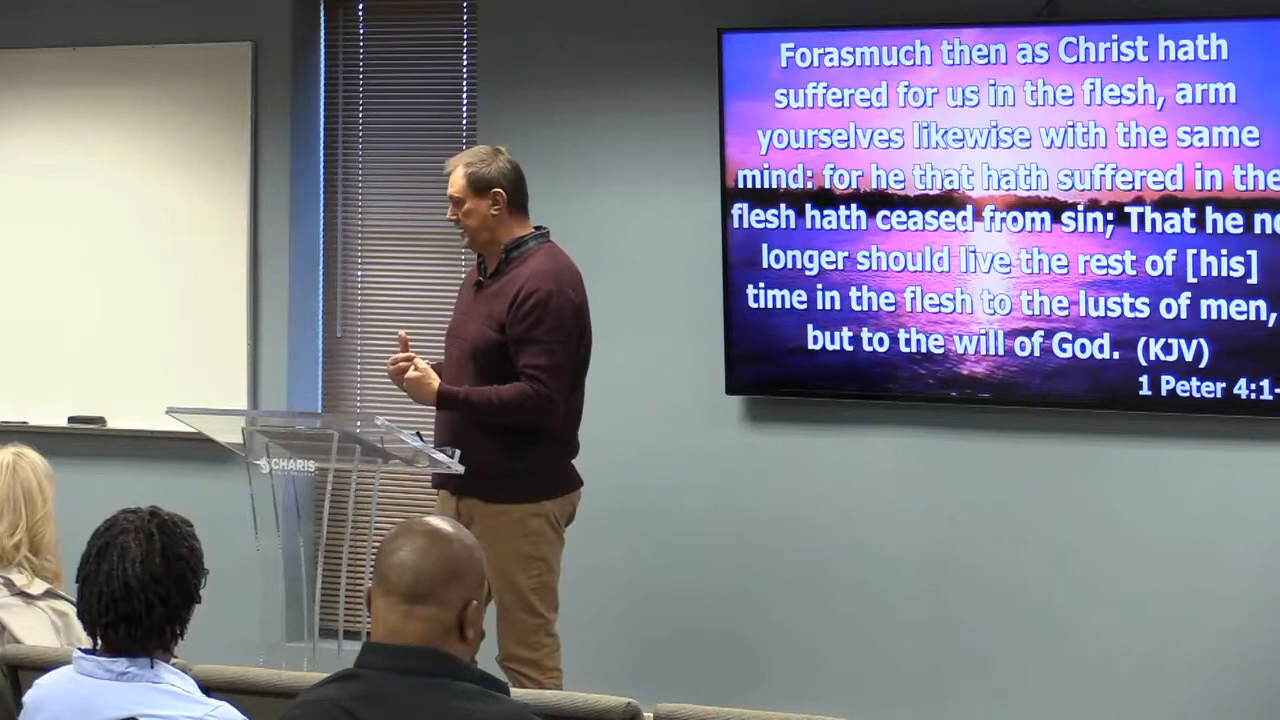 Forasmuch then as Christ hath
suffered for us in the flesh, arm
yourselves likewise with the same
mind: for he that hath suffered in the
flesh hath ceased from sin; That he no
longer should live the rest of [his]
time in the flesh to the lusts of men,
but to the will of God. (KJV)
1 Peter 4:1-
CHARIS
BIBLE COLLEGE